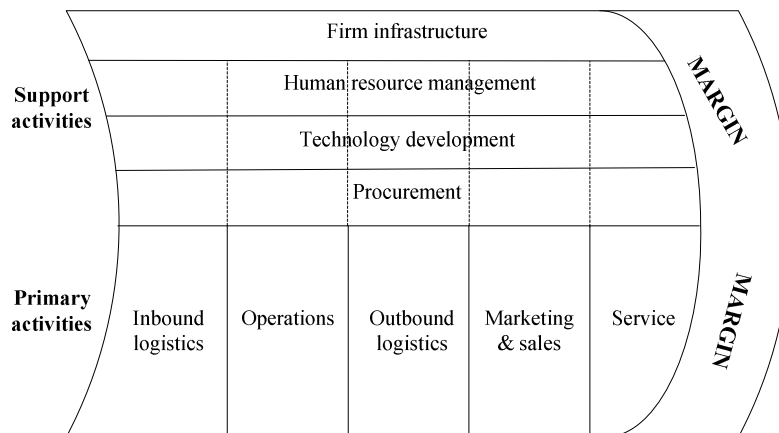 Firm infrastructure
Human resource management
Support
activities
Technology development
Procurement
MARGIN
Primary
activities
Inbound
logistics
Operations
Outbound
logistics
Marketing
& sales
Service
MARGIN